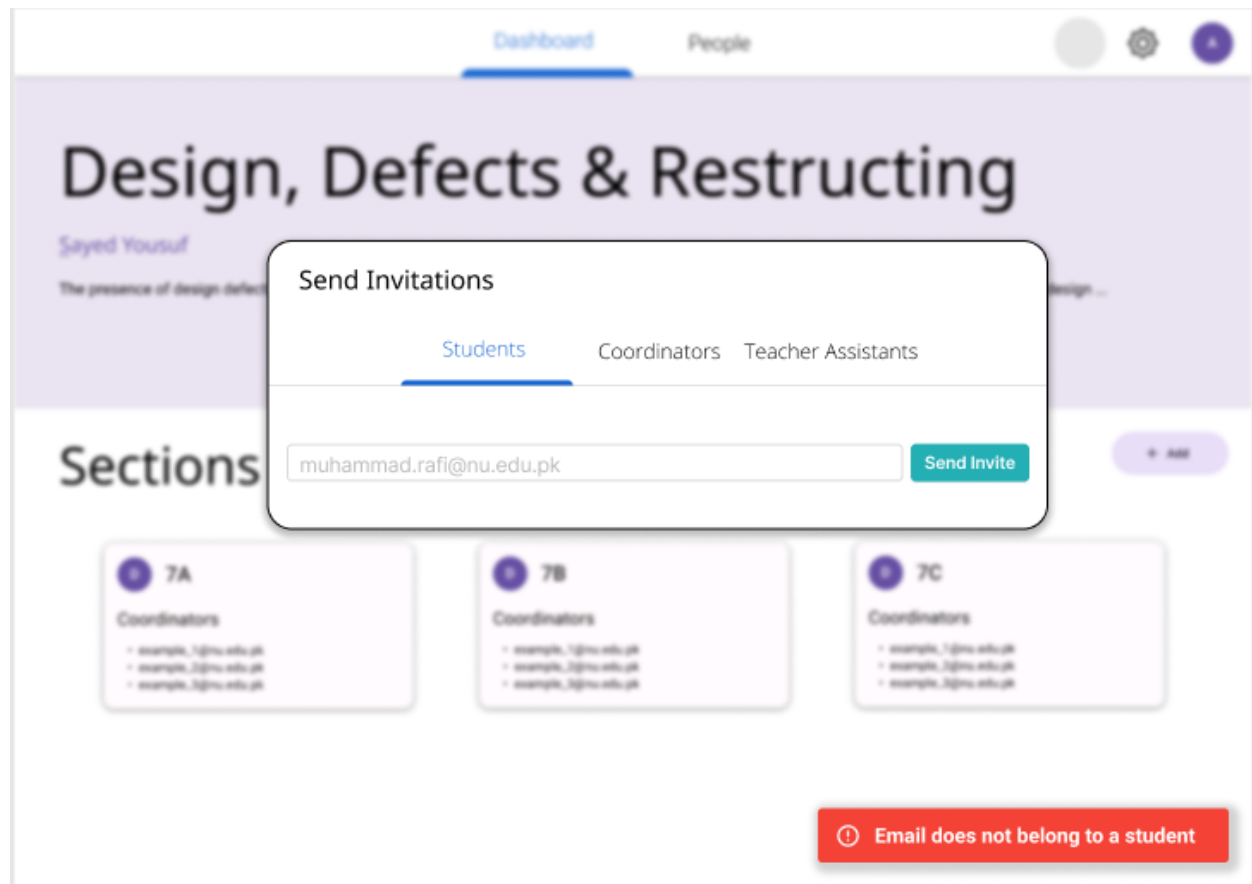 Dashboard People
A
Design, Defects & Restructing
Sayed Yousuf
The presence of design defect
design ...
Send Invitations
Students Coordinators Teacher Assistants
muhammad.rafi@nu.edu.pk Send Invite
Sections
+ Add
D 7A
Coordinators
• example_1@nu.edu.pk
• example_2@nu.edu.pk
• example_3@nu.edu.pk
D 7B
Coordinators
• example_1@nu.edu.pk
• example_2@nu.edu.pk
• example_3@nu.edu.pk
D 7C
Coordinators
• example_1@nu.edu.pk
• example_2@nu.edu.pk
• example_3@nu.edu.pk
Email does not belong to a student